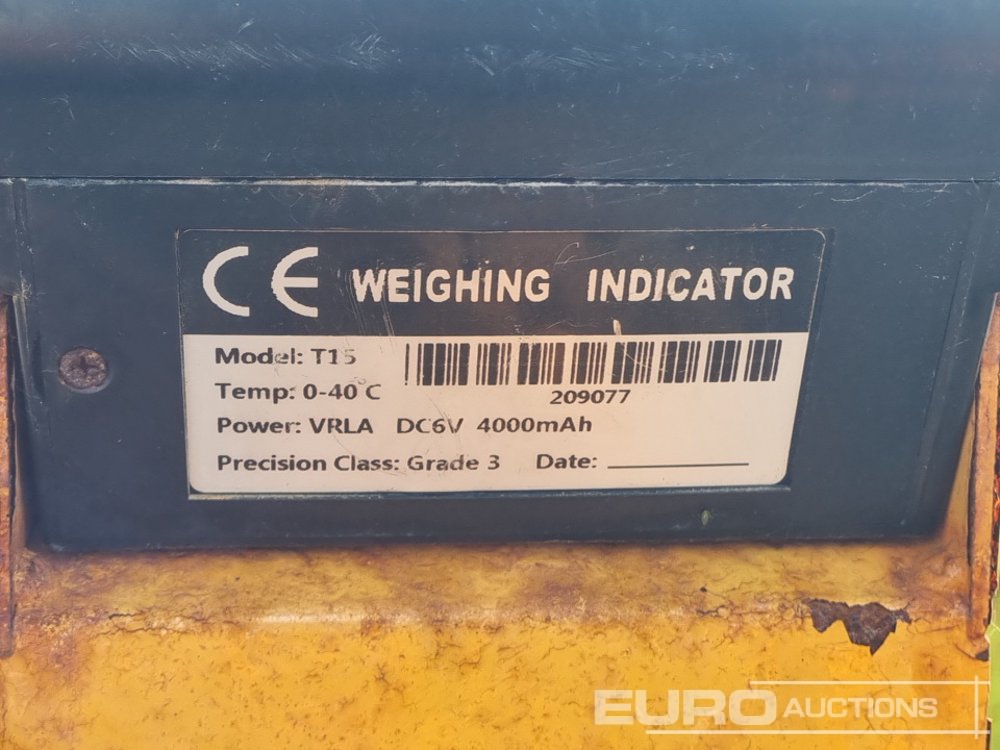 CE WEIGHING INDICATOR
Model: T15
Temp: 0-40°C
209077
Power: VRLA DC6V 4000mAh
Precision Class: Grade 3 Date:
EURO AUCTIONS